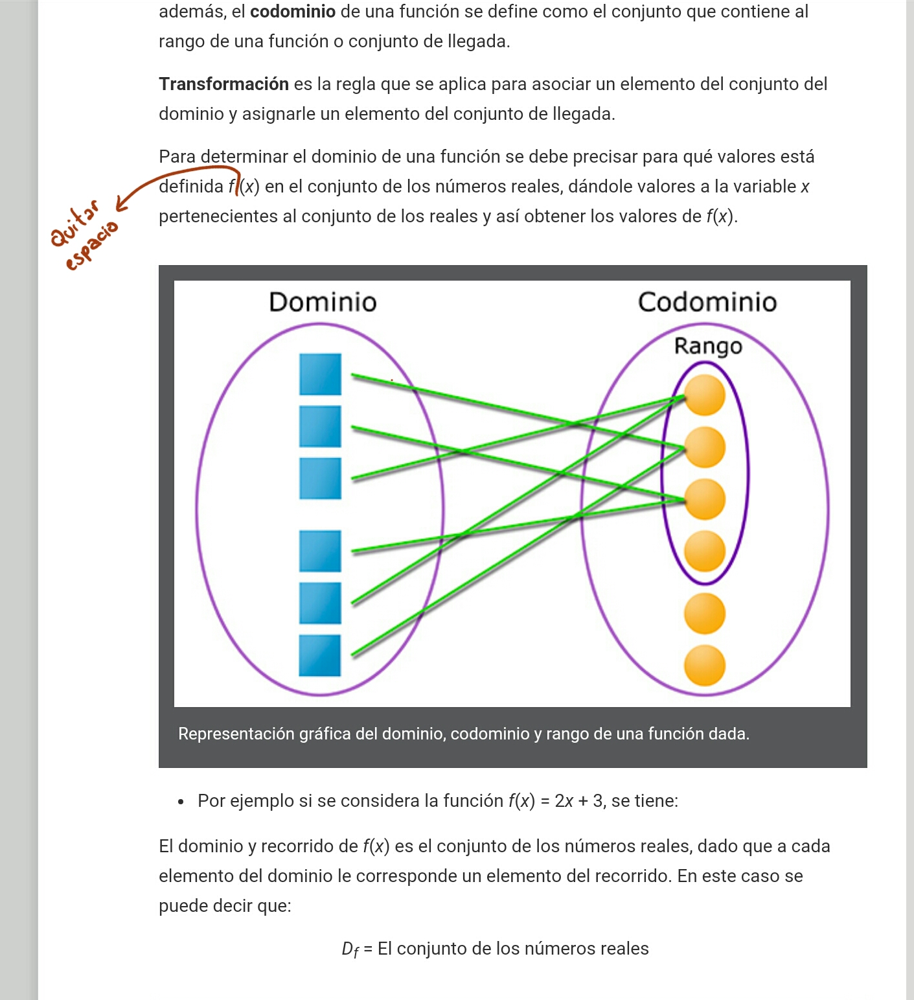 además, el codominio de una función se define como el conjunto que contiene al
rango de una función o conjunto de llegada.
Transformación es la regla que se aplica para asociar un elemento del conjunto del
dominio y asignarle un elemento del conjunto de llegada.
Para determinar el dominio de una función se debe precisar para qué valores está
definida f (x) en el conjunto de los números reales, dándole valores a la variable x
pertenecientes al conjunto de los reales y así obtener los valores de f(x).
Quitar
espacio
Dominio
Codominio
Rango
Representación gráfica del dominio, codominio y rango de una función dada.
• Por ejemplo si se considera la función f(x) = 2x + 3, se tiene:
El dominio y recorrido de f(x) es el conjunto de los números reales, dado que a cada
elemento del dominio le corresponde un elemento del recorrido. En este caso se
puede decir que:
Df = El conjunto de los números reales